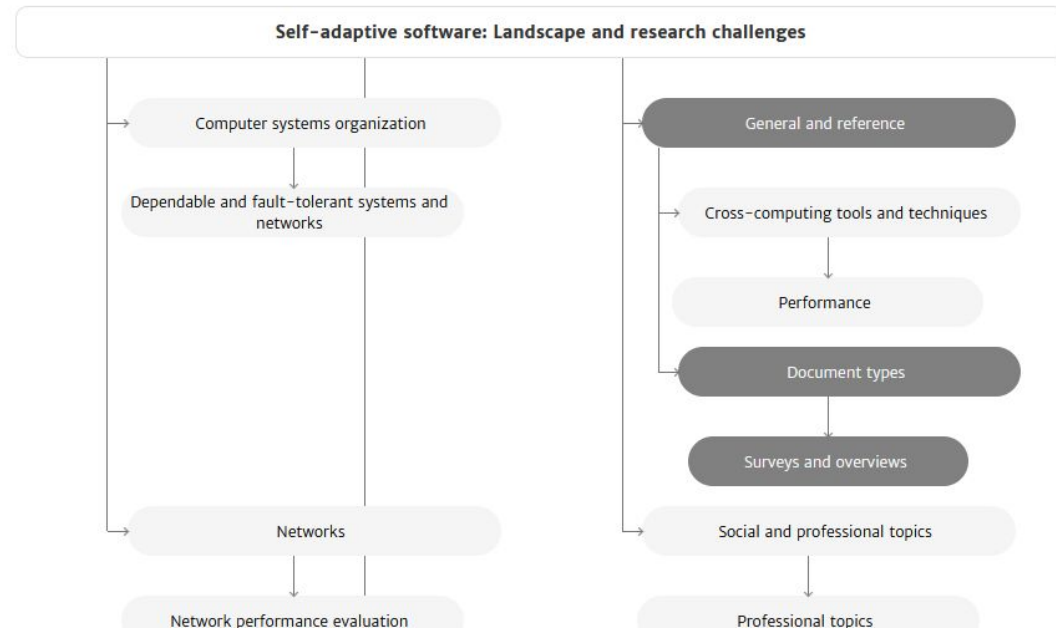 Self-adaptive software: Landscape and research challenges
Computer systems organization
Dependable and fault-tolerant systems and
networks
Networks
Network performance evaluation
General and reference
Cross-computing tools and techniques
Performance
Document types
Surveys and overviews
Social and professional topics
Professional topics